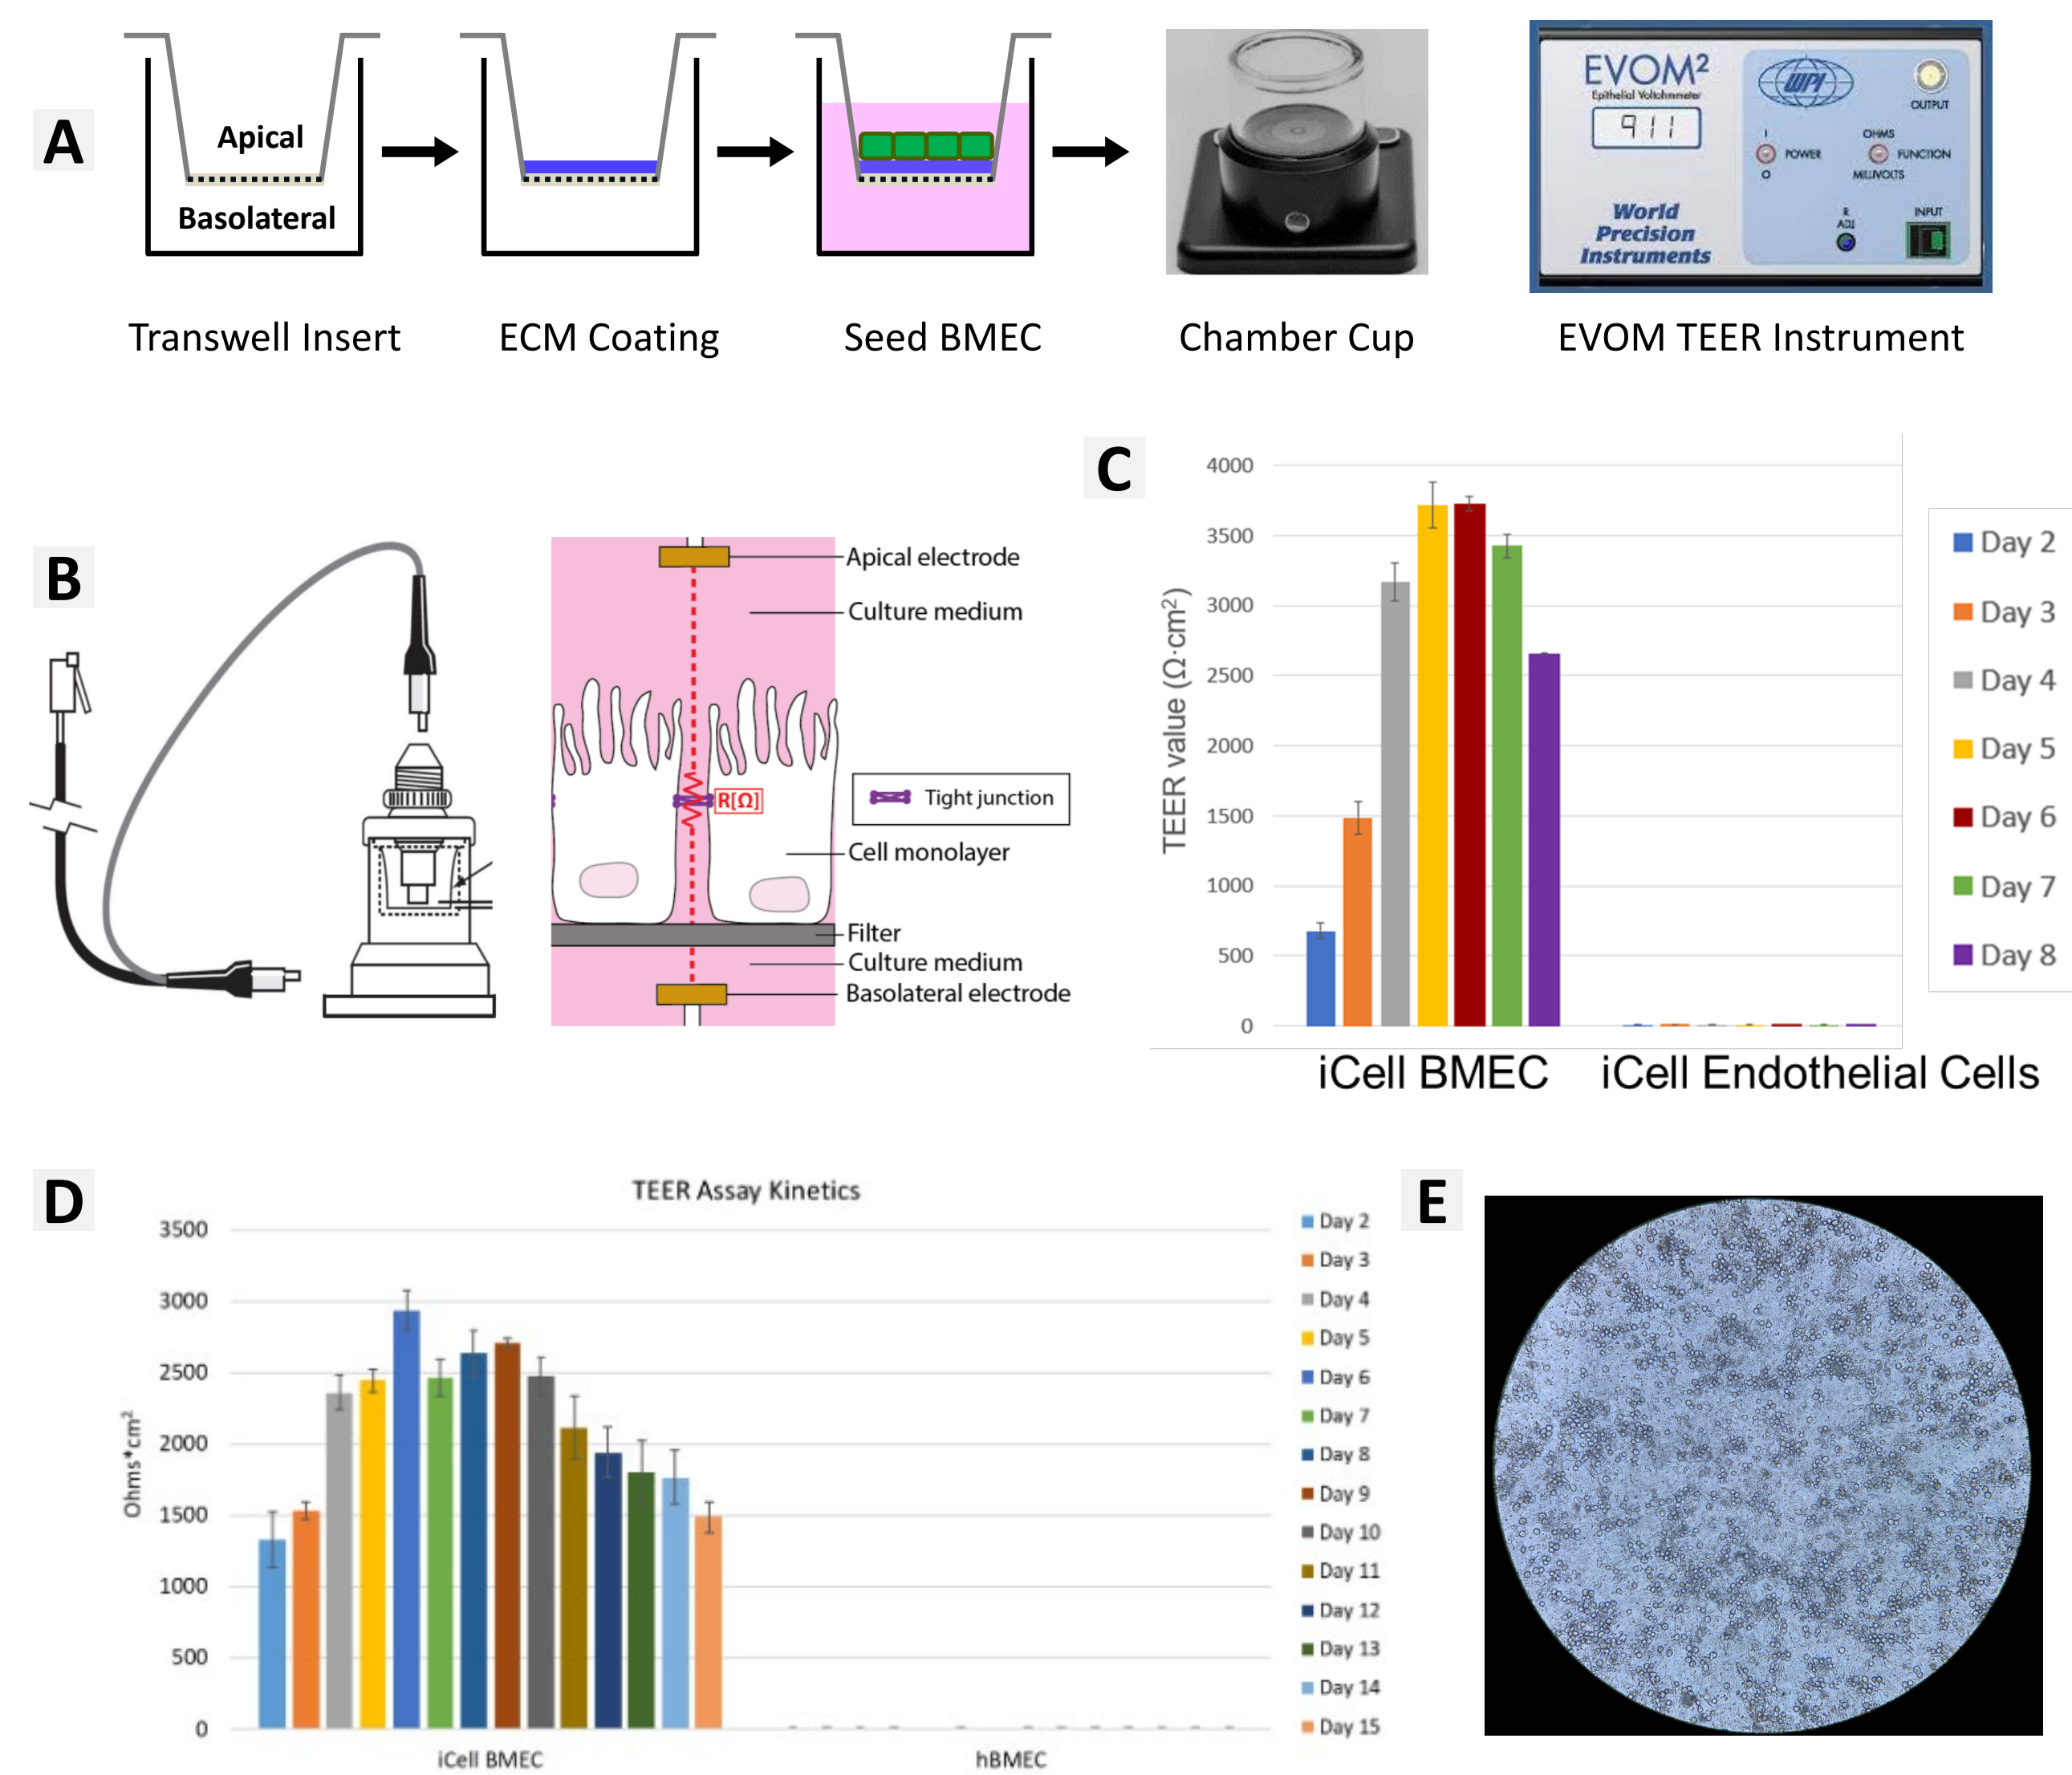 A
Apical
Basolateral
Transwell Insert
ECM Coating
Seed BMEC
Chamber Cup
EVOM²
Epithelial Voltohmmeter
911
World
Precision
Instruments
WPI
OUTPUT
I
POWER
O
OHMS
FUNCTION
MILLIVOLTS
R
ADJ
INPUT
EVOM TEER Instrument
B
Apical electrode
Culture medium
R[Ω]
Tight junction
Cell monolayer
Filter
Culture medium
Basolateral electrode
C
TEER value (Ω·cm²)
4000
3500
3000
2500
2000
1500
1000
500
0
iCell BMEC
iCell Endothelial Cells
Day 2
Day 3
Day 4
Day 5
Day 6
Day 7
Day 8
D
TEER Assay Kinetics
Ohms*cm²
3500
3000
2500
2000
1500
1000
500
0
iCell BMEC
hBMEC
Day 2
Day 3
Day 4
Day 5
Day 6
Day 7
Day 8
Day 9
Day 10
Day 11
Day 12
Day 13
Day 14
Day 15
E